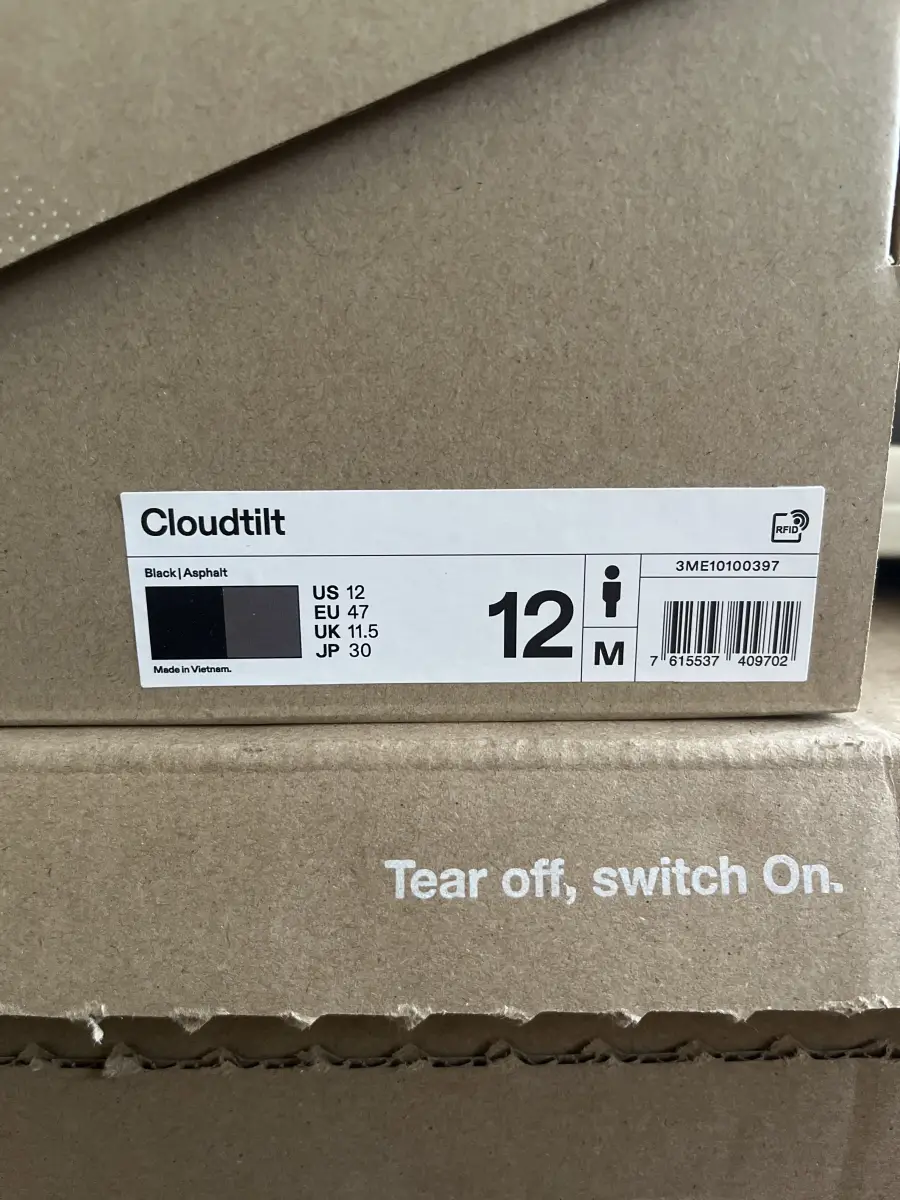 Cloudtilt
RFID
Black|Asphalt
US 12
EU 47
UK 11.5
JP 30
Made in Vietnam.
12
M
3ME10100397
7 615537 409702
Tear off, switch On.